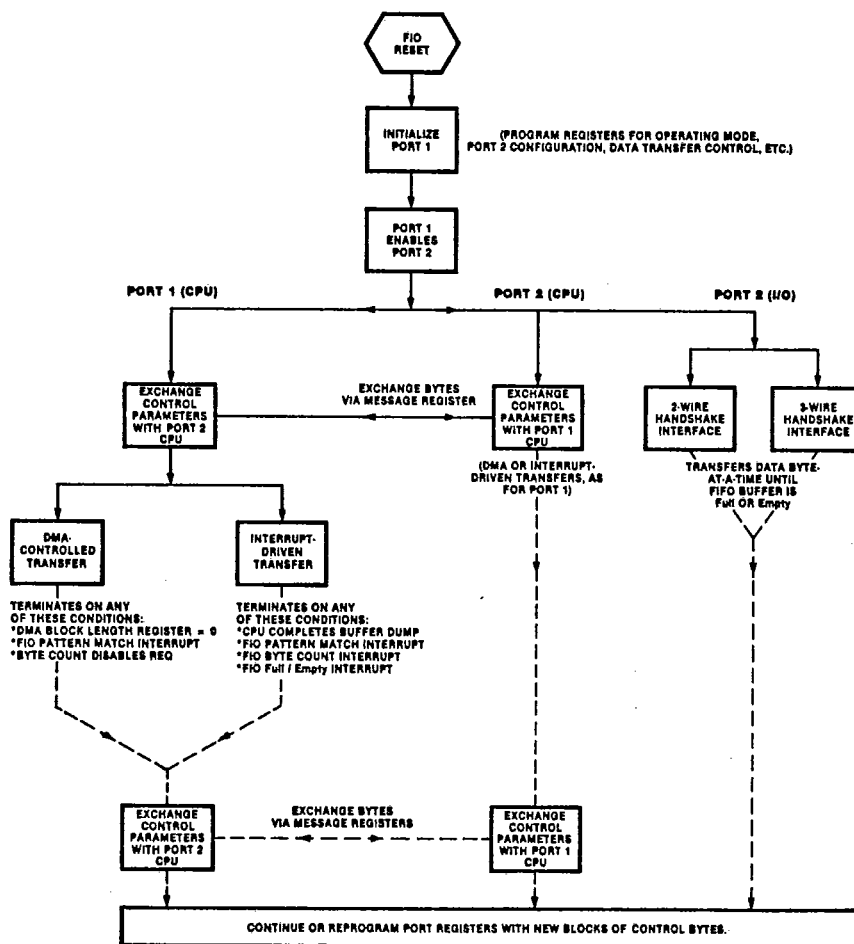 FIO
RESET
INITIALIZE
PORT 1
(PROGRAM REGISTERS FOR OPERATING MODE,
PORT 2 CONFIGURATION, DATA TRANSFER CONTROL, ETC.)
PORT 1
ENABLES
PORT 2
PORT 1 (CPU)
PORT 2 (CPU)
PORT 2 (I/O)
EXCHANGE
CONTROL
PARAMETERS
WITH PORT 2
CPU
EXCHANGE BYTES
VIA MESSAGE REGISTER
EXCHANGE
CONTROL
PARAMETERS
WITH PORT 1
CPU
2-WIRE
HANDSHAKE
INTERFACE
3-WIRE
HANDSHAKE
INTERFACE
(DMA OR INTERRUPT-
DRIVEN TRANSFERS, AS
FOR PORT 1)
TRANSFERS DATA BYTE-
AT-A-TIME UNTIL
FIFO BUFFER IS
Full OR Empty
DMA-
CONTROLLED
TRANSFER
INTERRUPT-
DRIVEN
TRANSFER
TERMINATES ON ANY
OF THESE CONDITIONS:
*DMA BLOCK LENGTH REGISTER = 0
*FIO PATTERN MATCH INTERRUPT
*BYTE COUNT DISABLES REQ
TERMINATES ON ANY
OF THESE CONDITIONS:
*CPU COMPLETES BUFFER DUMP
*FIO PATTERN MATCH INTERRUPT
*FIO BYTE COUNT INTERRUPT
*FIO Full / Empty INTERRUPT
EXCHANGE
CONTROL
PARAMETERS
WITH PORT 2
CPU
EXCHANGE BYTES
VIA MESSAGE REGISTERS
EXCHANGE
CONTROL
PARAMETERS
WITH PORT 1
CPU
CONTINUE OR REPROGRAM PORT REGISTERS WITH NEW BLOCKS OF CONTROL BYTES.